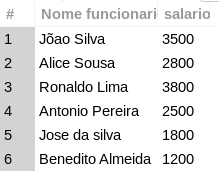 # Nome funcionari salario
1 Jõao Silva 3500
2 Alice Sousa 2800
3 Ronaldo Lima 3800
4 Antonio Pereira 2500
5 Jose da silva 1800
6 Benedito Almeida 1200